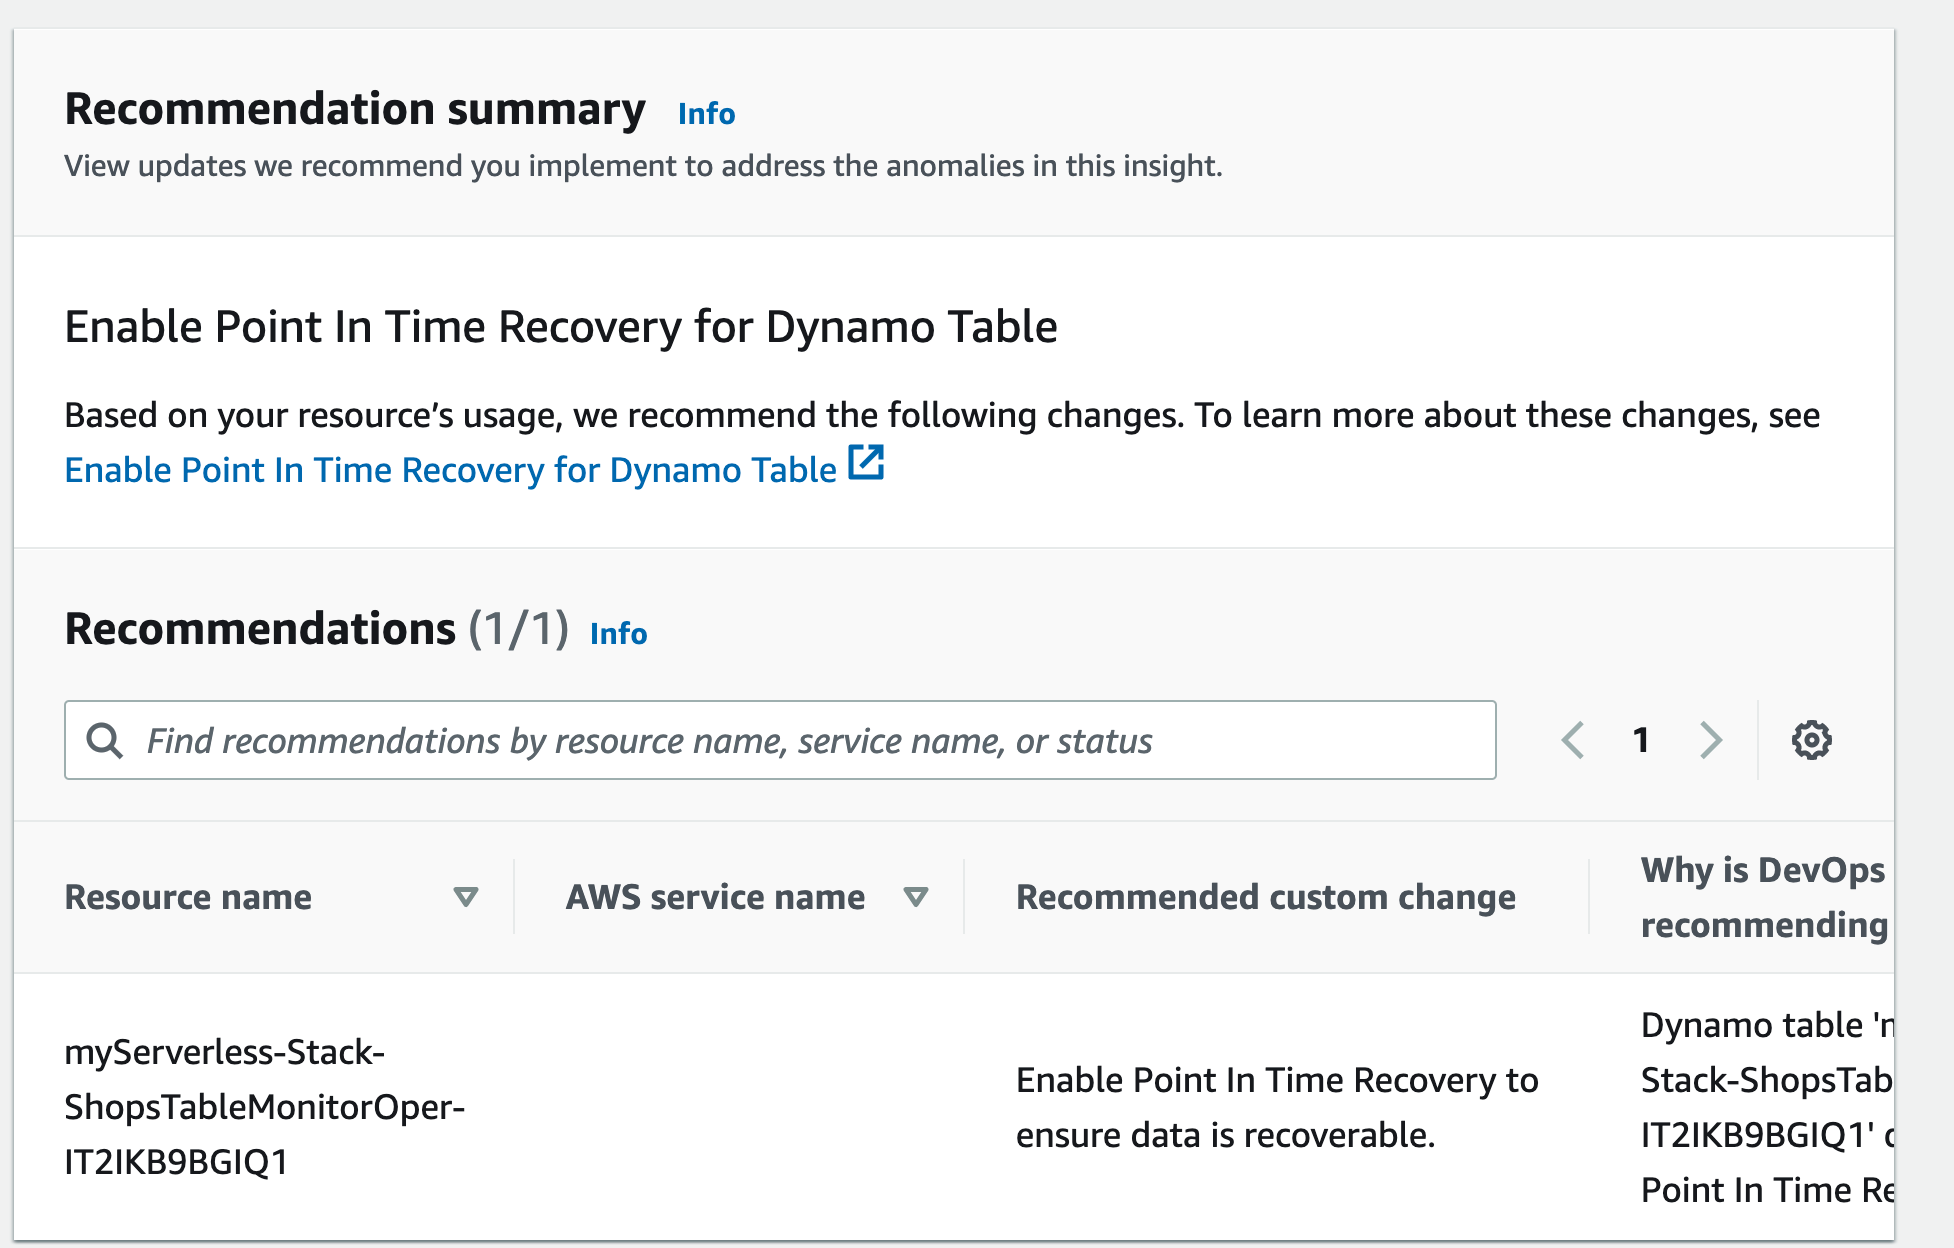 Recommendation summary Info
View updates we recommend you implement to address the anomalies in this insight.
Enable Point In Time Recovery for Dynamo Table
Based on your resource’s usage, we recommend the following changes. To learn more about these changes, see
Enable Point In Time Recovery for Dynamo Table
Recommendations (1/1) Info
Find recommendations by resource name, service name, or status
1
Resource name
AWS service name
Recommended custom change
Why is DevOps
recommending
myServerless-Stack-
ShopsTableMonitorOper-
IT2IKB9BGIQ1
Enable Point In Time Recovery to
ensure data is recoverable.
Dynamo table '
Stack-ShopsTab
IT2IKB9BGIQ1'
Point In Time Re